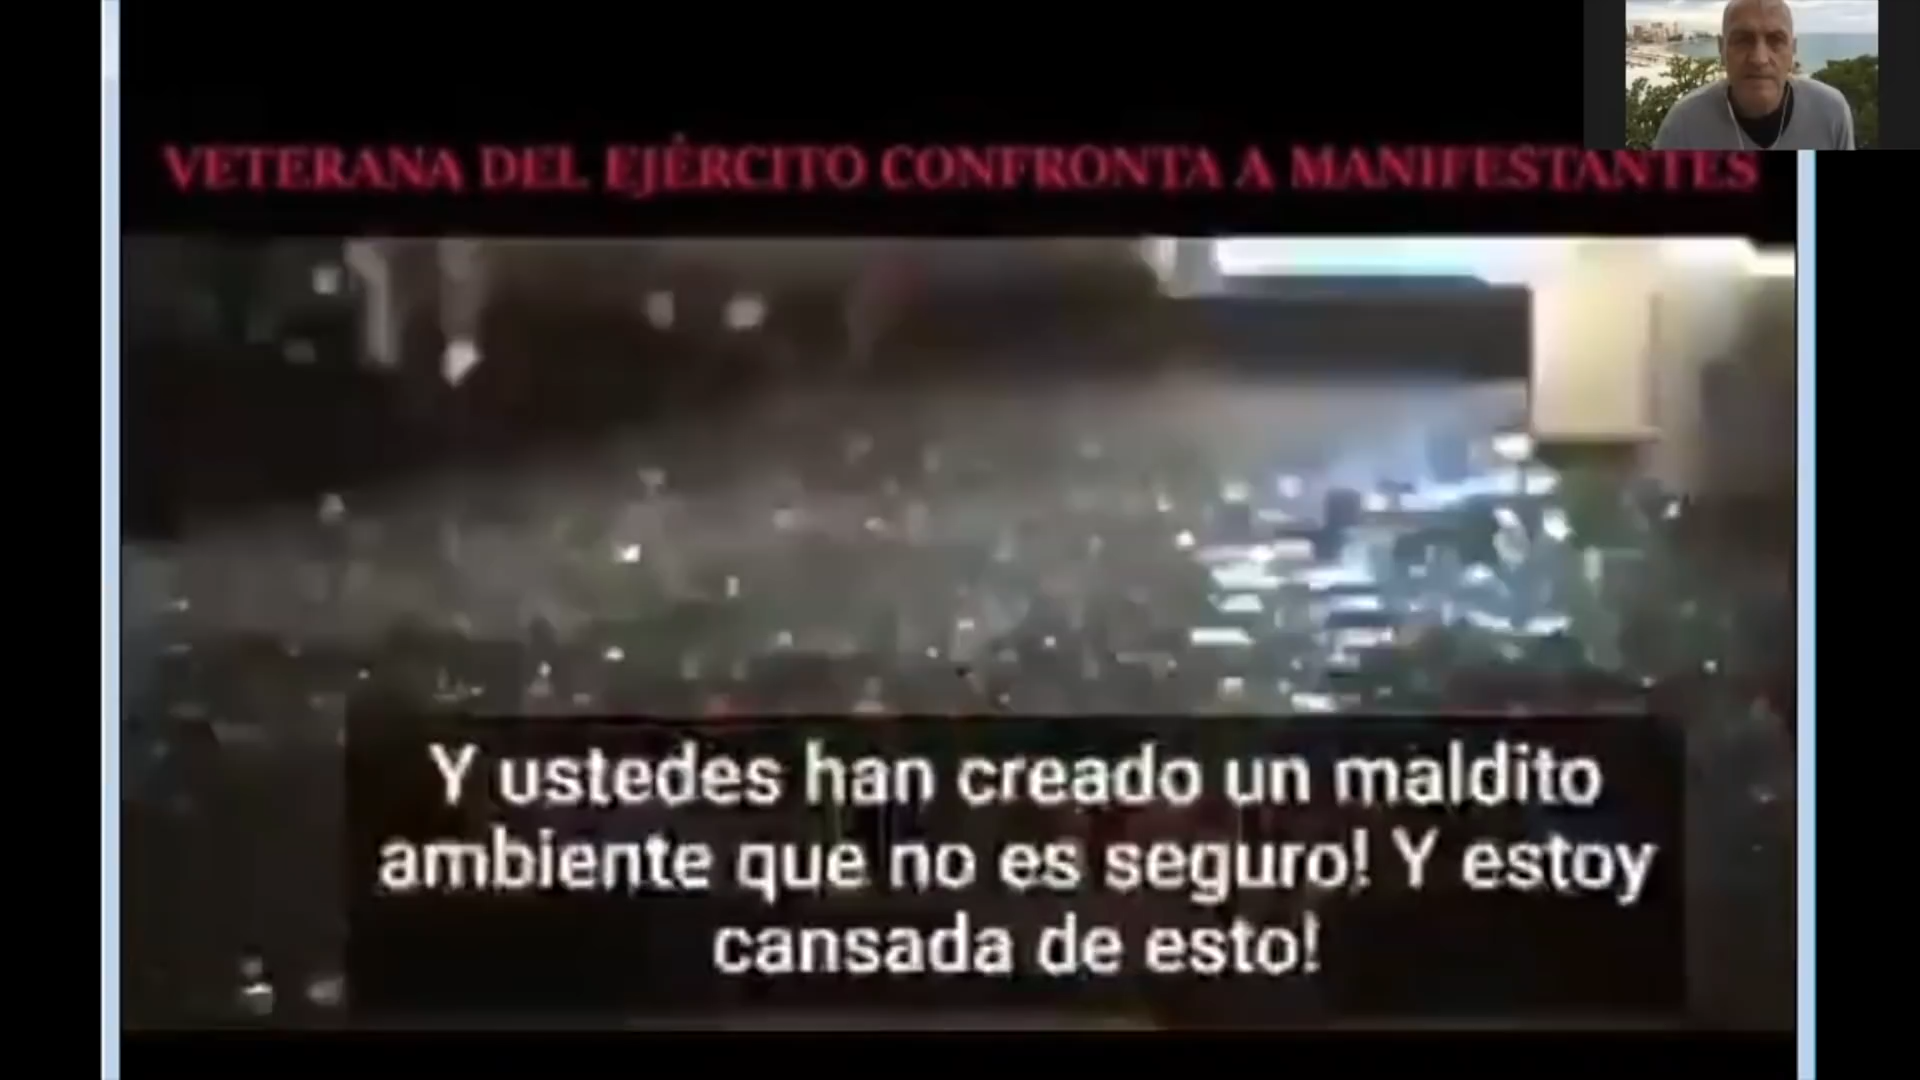 VETERANA DEL EJÉRCITO CONFRONTA A MANIFESTANTES
Y ustedes han creado un maldito
ambiente que no es seguro! Y estoy
cansada de esto!